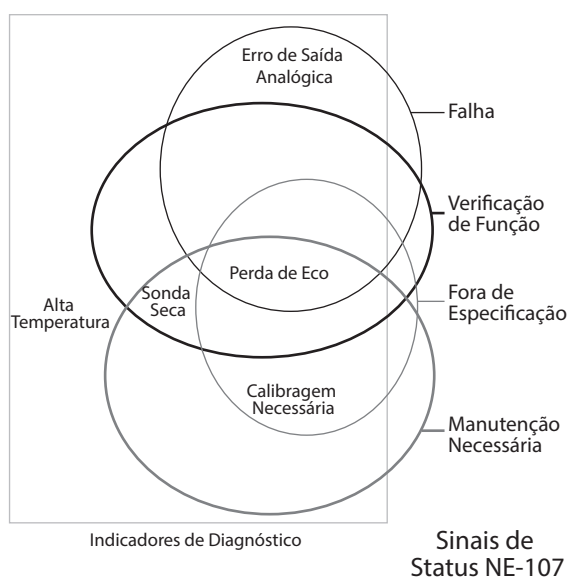 Erro de Saída
Analógica
Falha
Verificação
de Função
Perda de Eco
Sonda
Seca
Alta
Temperatura
Fora de
Especificação
Calibragem
Necessária
Manutenção
Necessária
Indicadores de Diagnóstico
Sinais de
Status NE-107